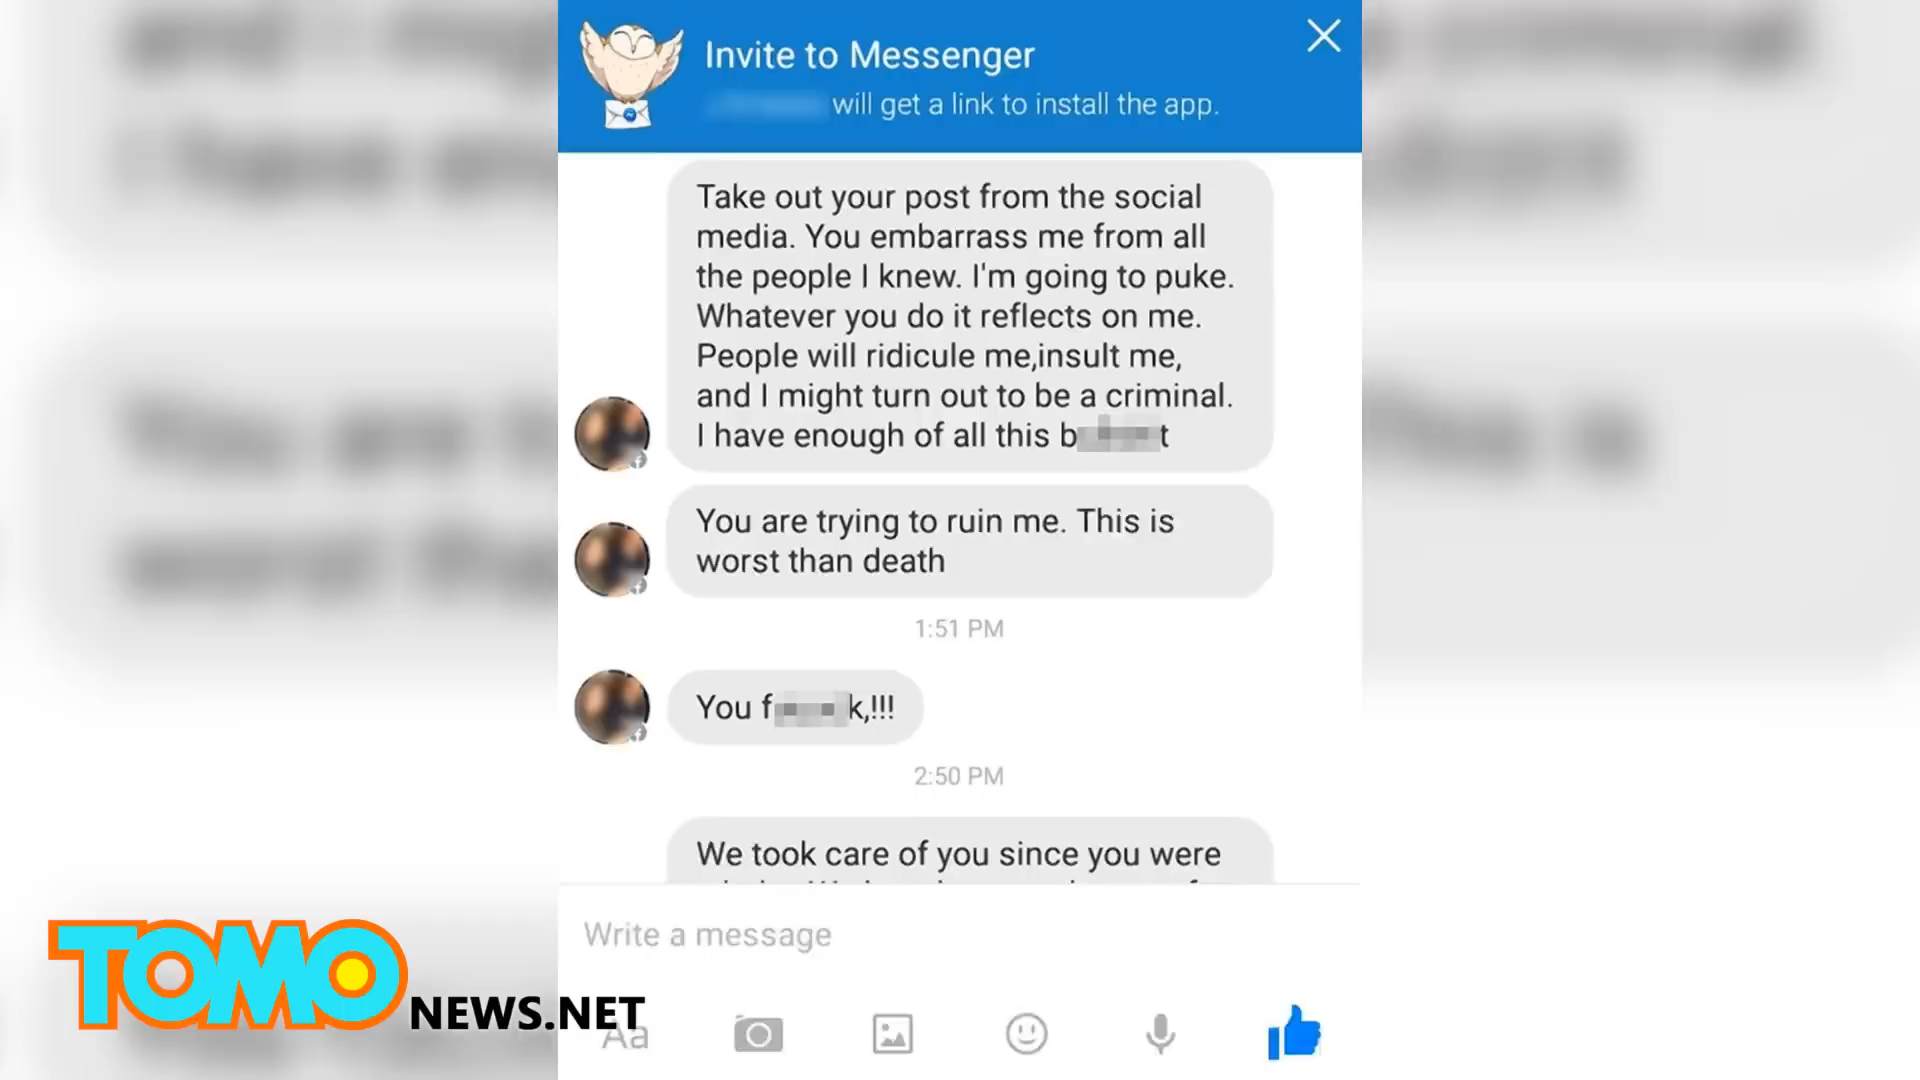 Invite to Messenger
will get a link to install the app.
Take out your post from the social
media. You embarrass me from all
the people I knew. I'm going to puke.
Whatever you do it reflects on me.
People will ridicule me,insult me,
and I might turn out to be a criminal.
I have enough of all this b t
You are trying to ruin me. This is
worst than death
1:51 PM
You f k,!!!
2:50 PM
We took care of you since you were
Write a message
Aa
TOMO
NEWS.NET